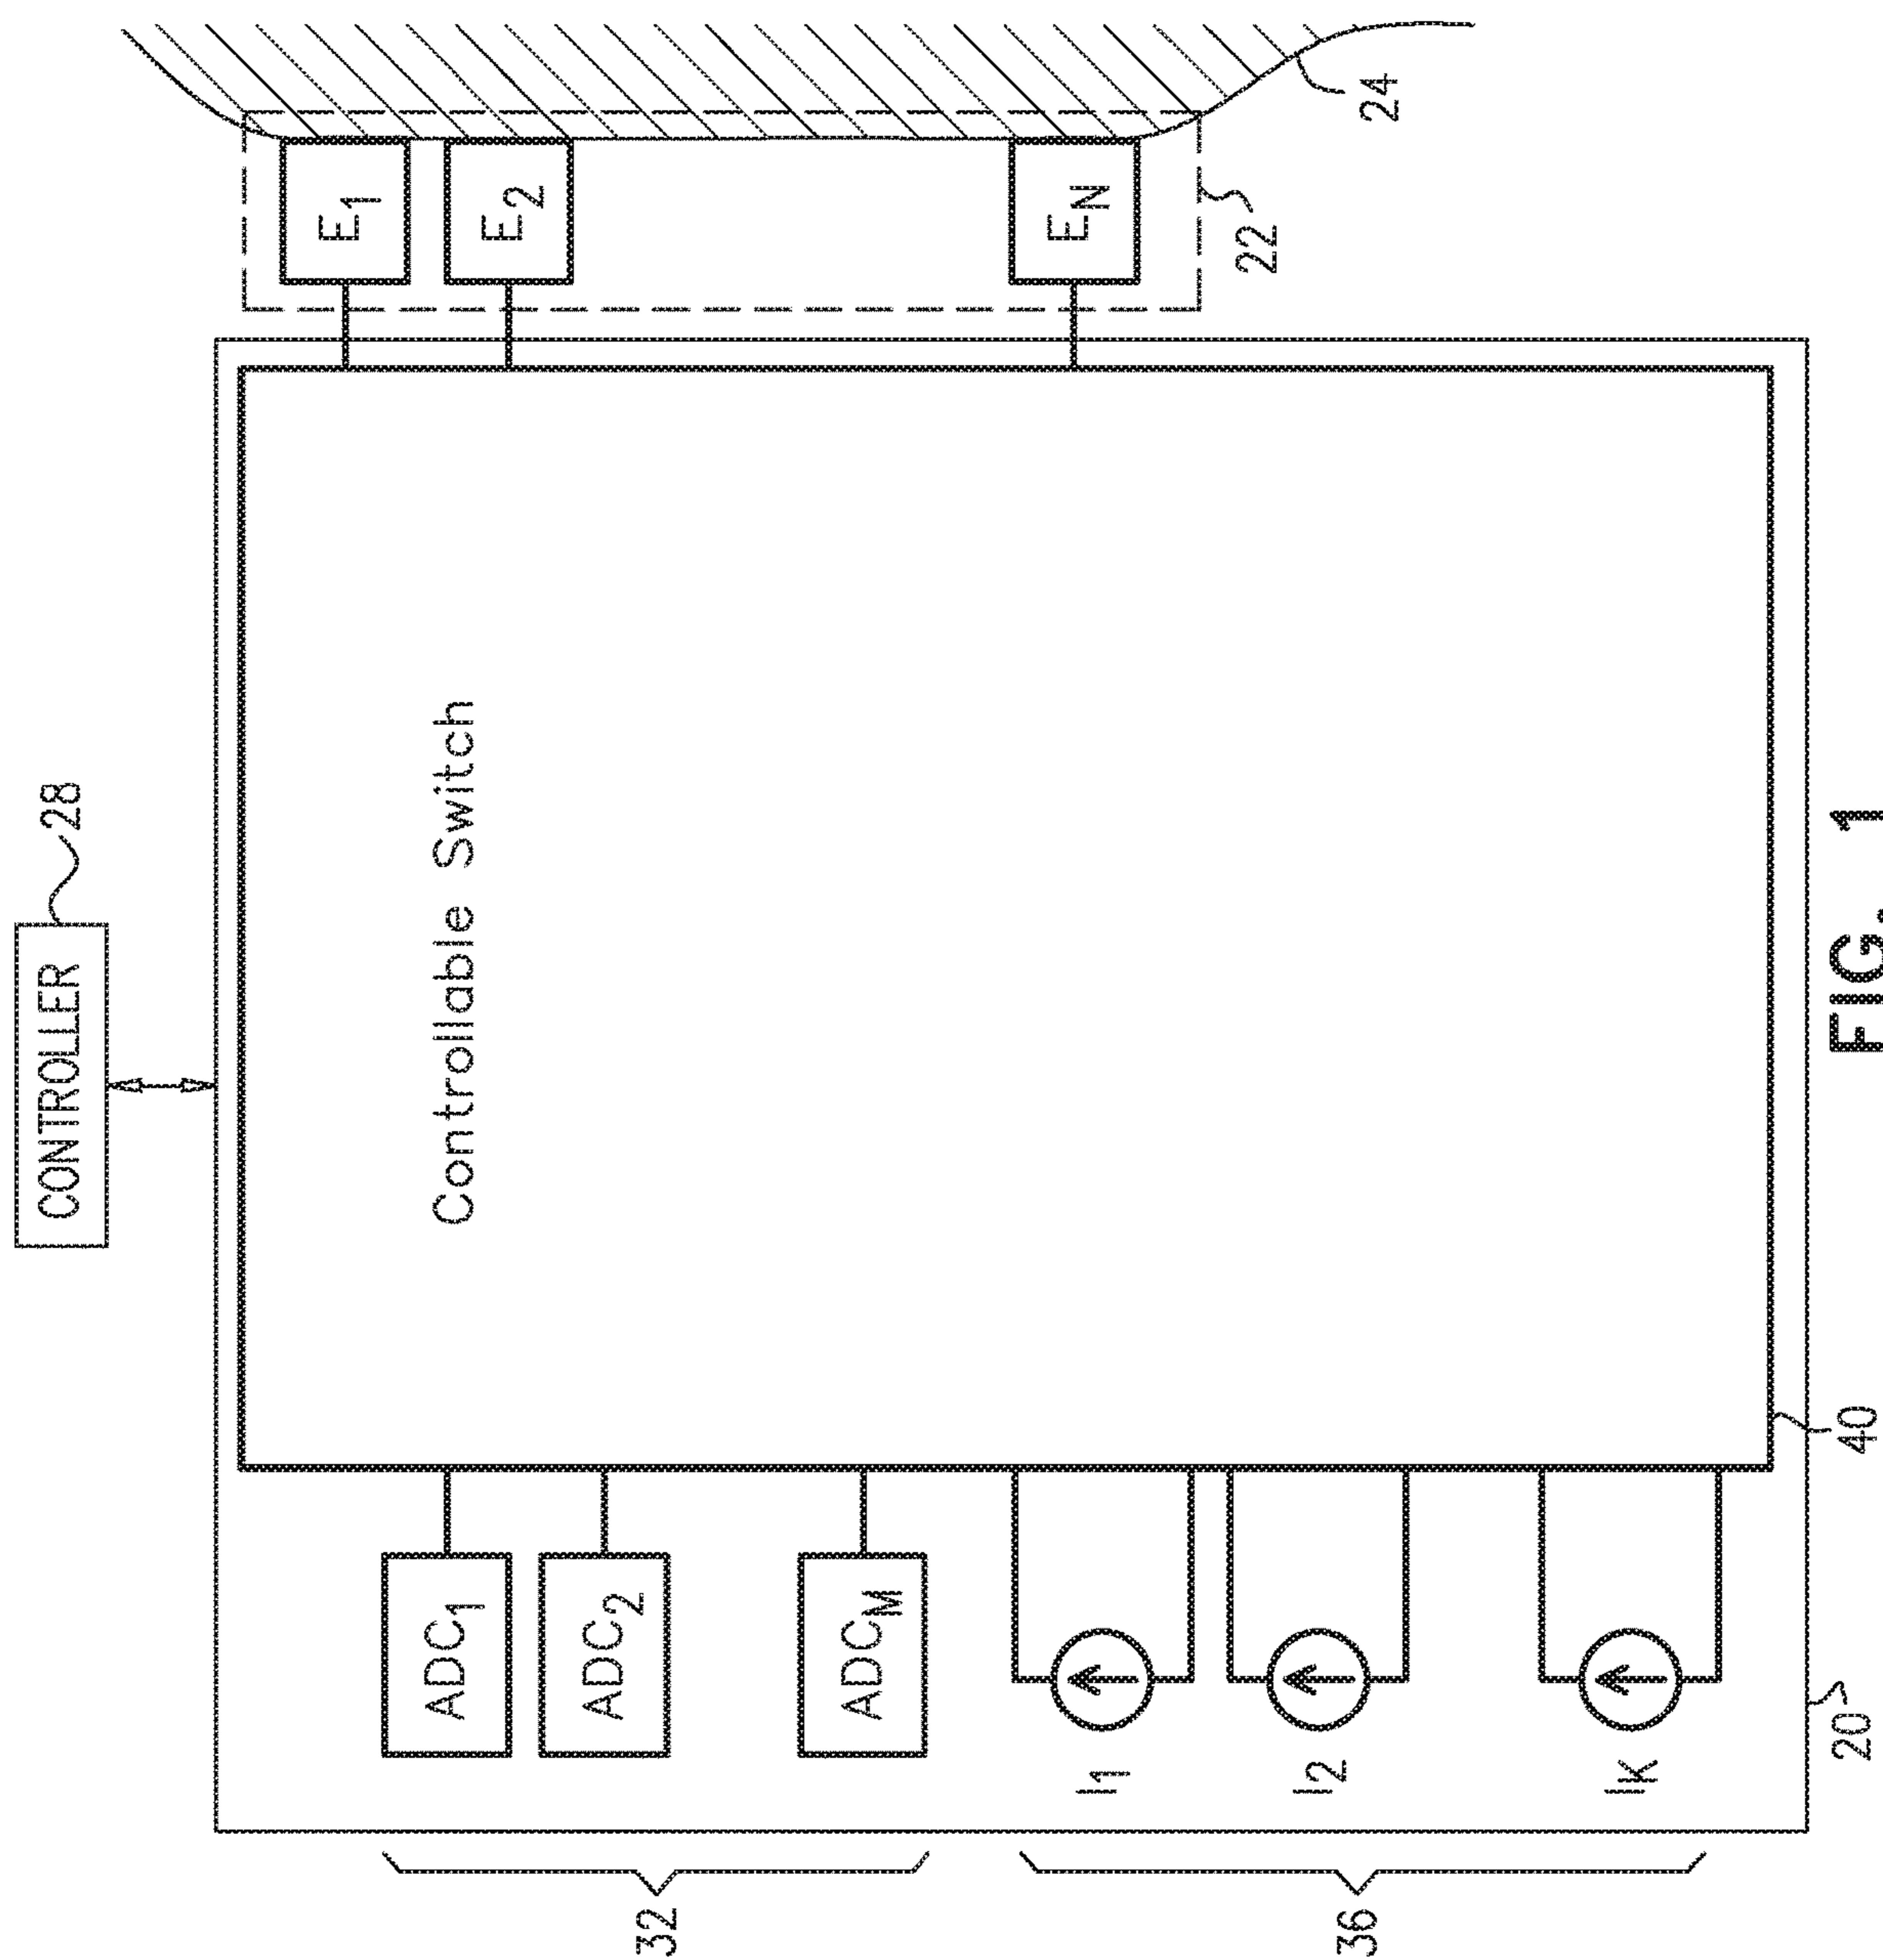 CONTROLLER
28
Controllable Switch
E1
E2
EN
22
24
ADC1
ADC2
ADCM
I1
I2
IK
32
36
20
40
FIG. 1